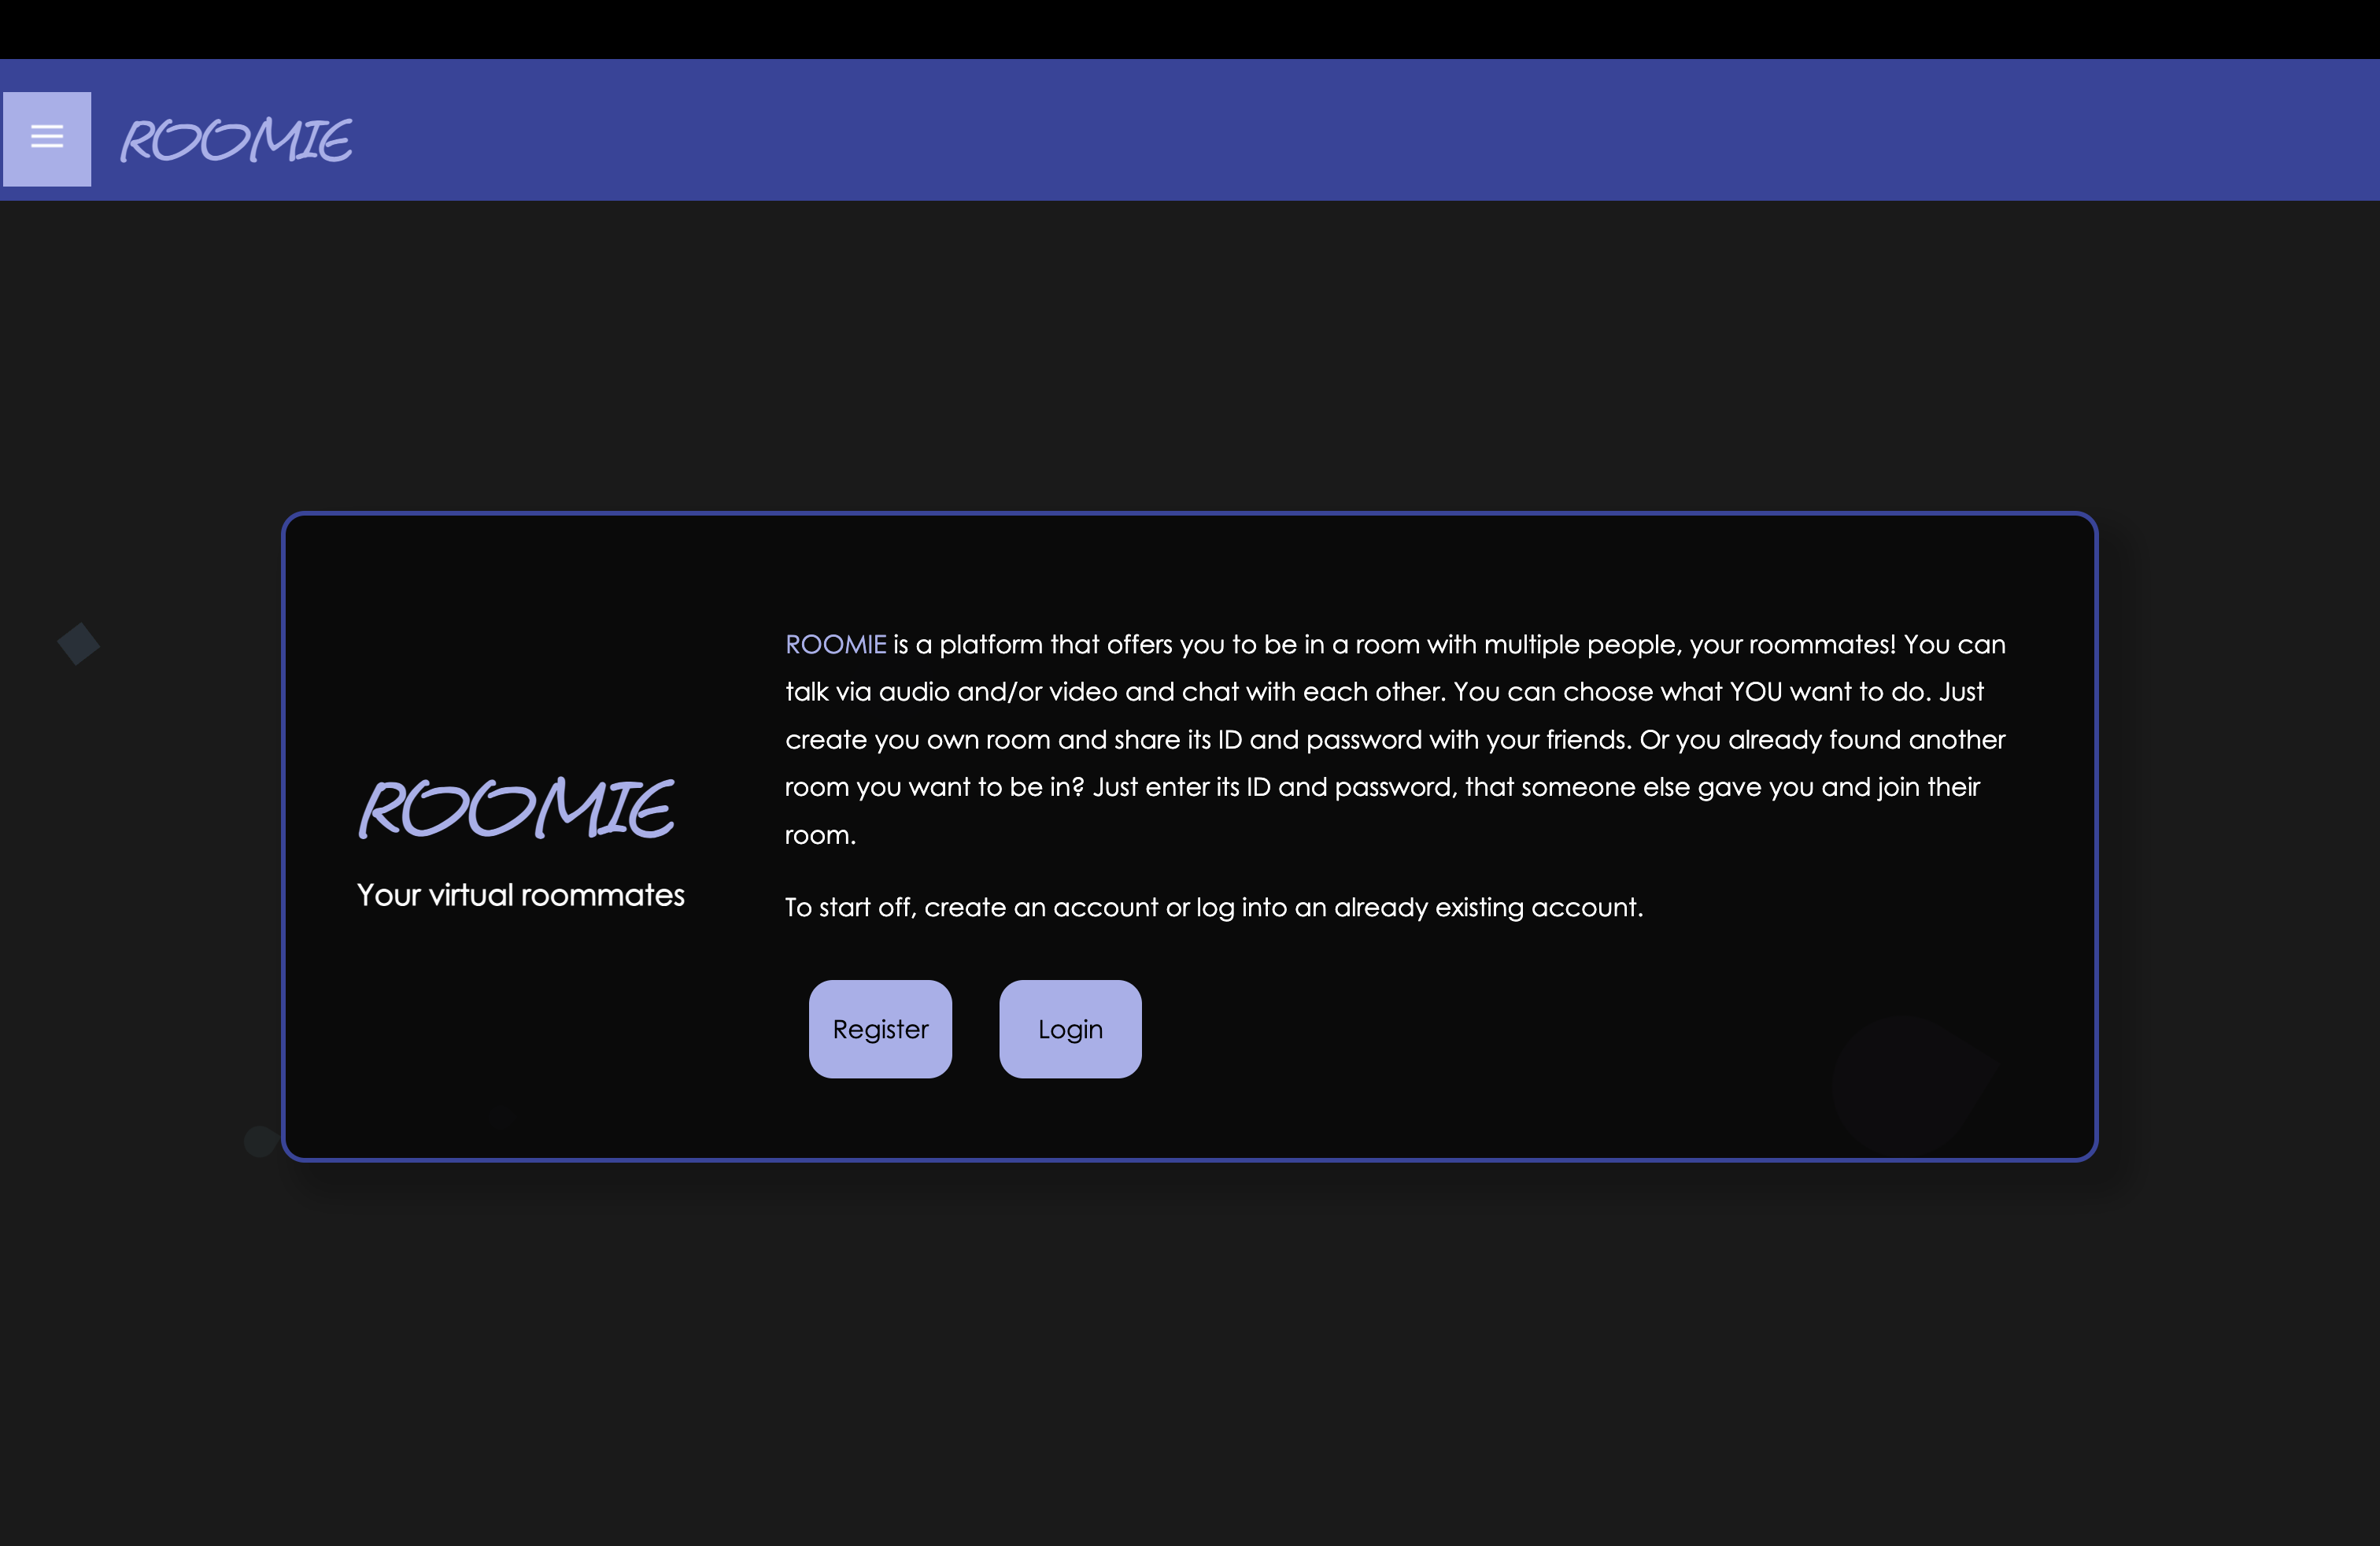 ROOMIE
ROOMIE
Your virtual roommates
ROOMIE is a platform that offers you to be in a room with multiple people, your roommates! You can
talk via audio and/or video and chat with each other. You can choose what YOU want to do. Just
create you own room and share its ID and password with your friends. Or you already found another
room you want to be in? Just enter its ID and password, that someone else gave you and join their
room.
To start off, create an account or log into an already existing account.
Register
Login